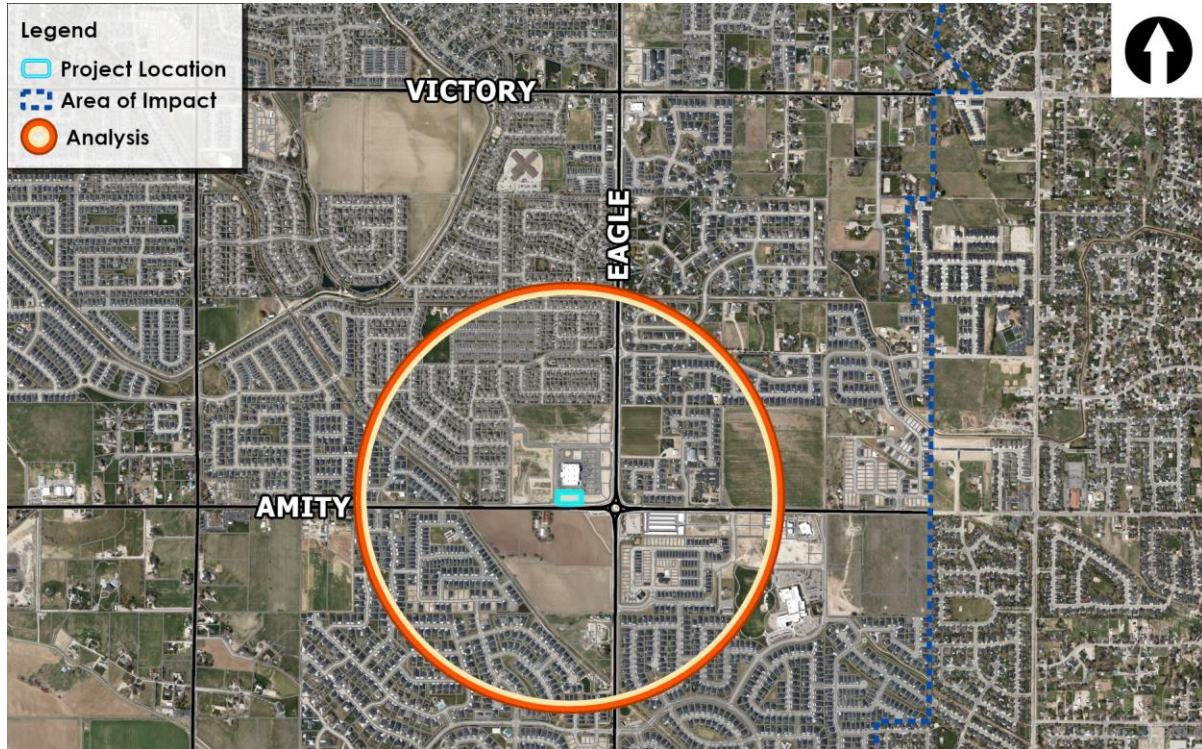 Legend
Project Location
Area of Impact
Analysis
VICTORY
EAGLE
AMITY